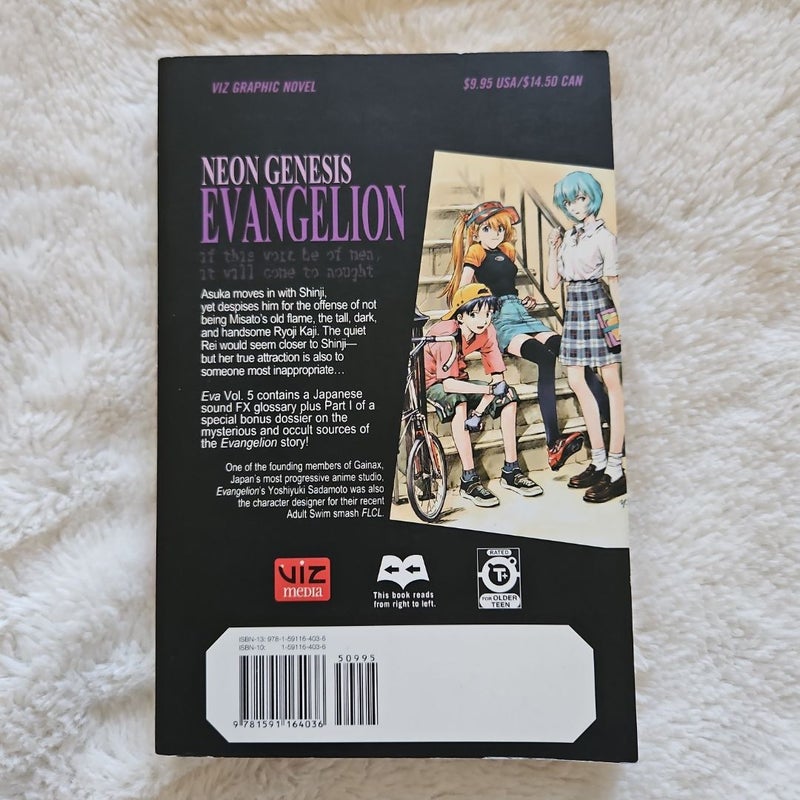 VIZ GRAPHIC NOVEL
$9.95 USA/$14.50 CAN
NEON GENESIS
EVANGELION
if this work be of men,
it will come to nought
Asuka moves in with Shinji,
yet despises him for the offense of not
being Misato's old flame, the tall, dark,
and handsome Ryoji Kaji. The quiet
Rei would seem closer to Shinji—
but her true attraction is also to
someone most inappropriate…
Eva Vol. 5 contains a Japanese
sound FX glossary plus Part I of a
special bonus dossier on the
mysterious and occult sources of
the Evangelion story!
One of the founding members of Gainax,
Japan's most progressive anime studio,
Evangelion's Yoshiyuki Sadamoto was also
the character designer for their recent
Adult Swim smash FLCL.
VIZ
MEDIA
This book reads
from right to left.
RATED
T+
FOR OLDER
TEEN
ISBN-13: 978-1-59116-403-6
ISBN-10: 1-59116-403-6
50995
9 781591 164036